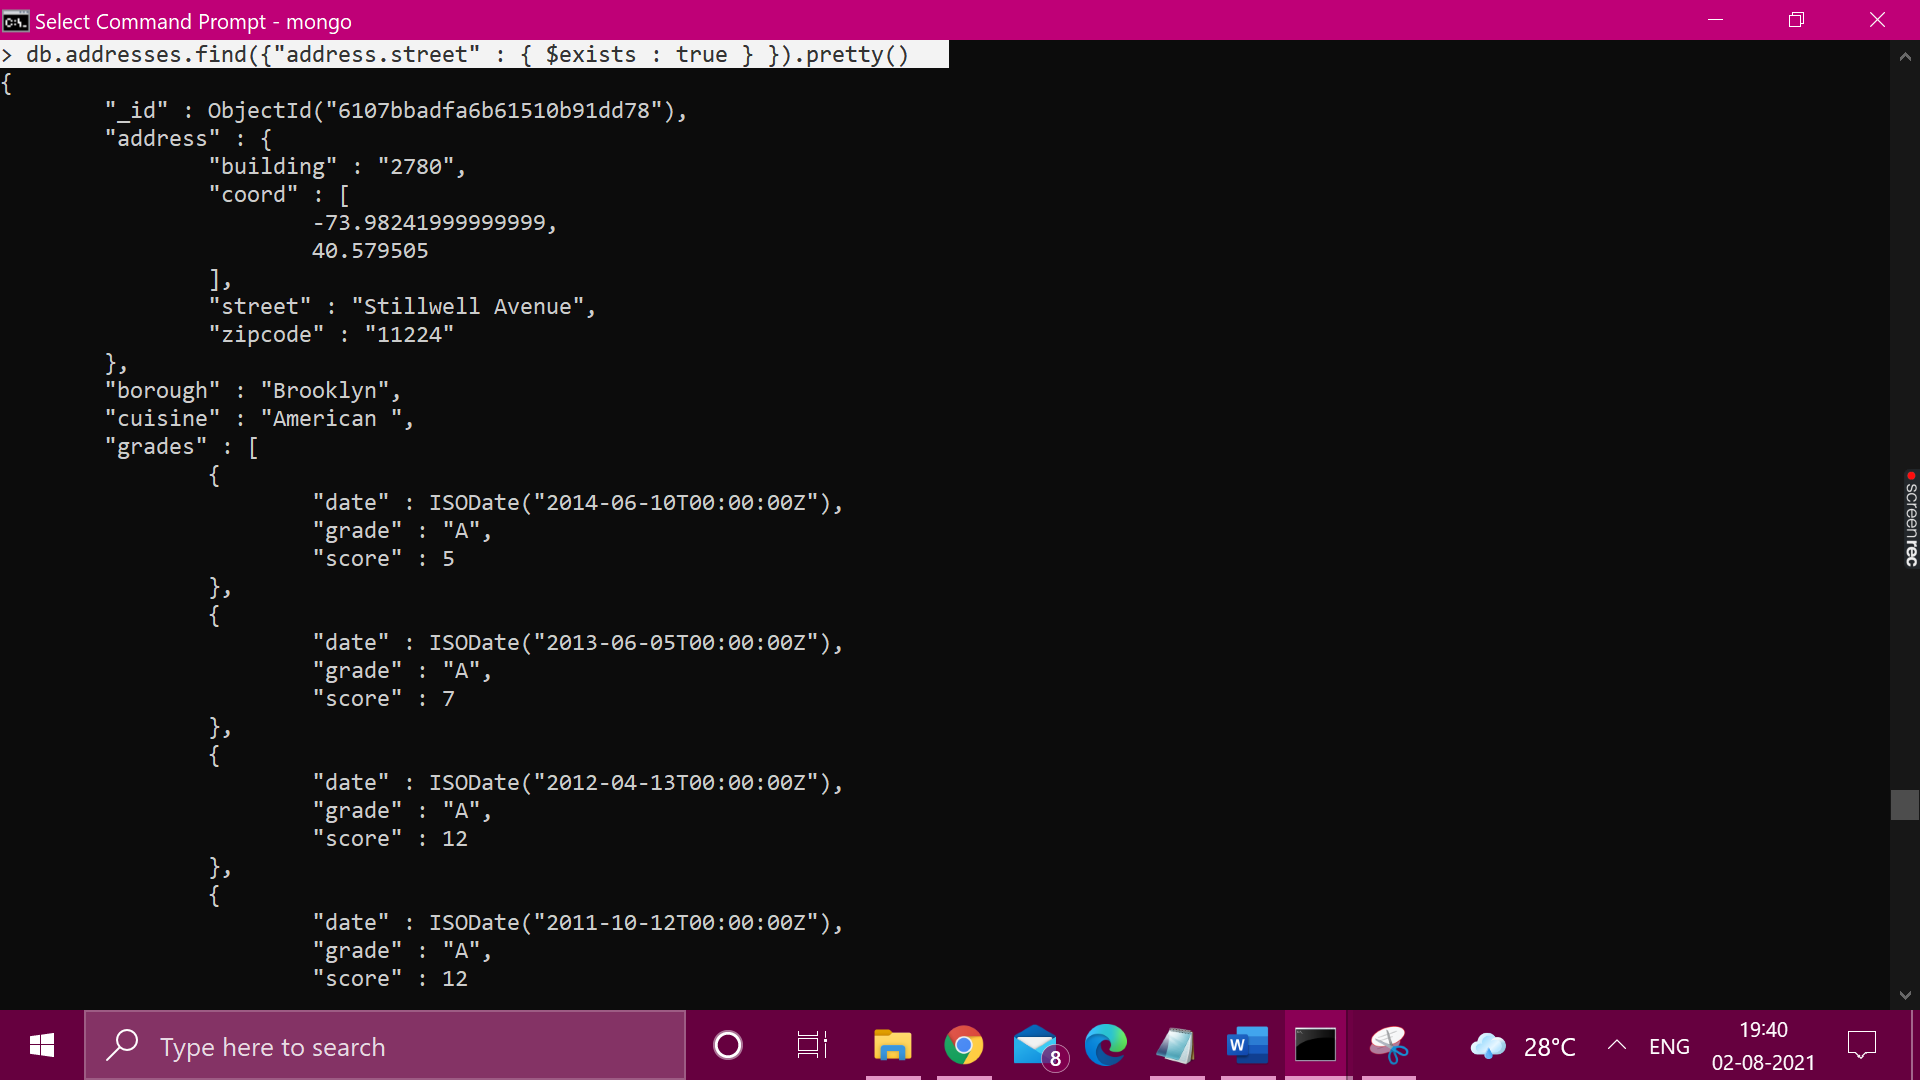 Select Command Prompt - mongo
> db.addresses.find({"address.street" : { $exists : true } }).pretty()
{
"_id" : ObjectId("6107bbadfa6b61510b91dd78"),
"address" : {
"building" : "2780",
"coord" : [
-73.98241999999999,
40.579505
],
"street" : "Stillwell Avenue",
"zipcode" : "11224"
},
"borough" : "Brooklyn",
"cuisine" : "American ",
"grades" : [
{
"date" : ISODate("2014-06-10T00:00:00Z"),
"grade" : "A",
"score" : 5
},
{
"date" : ISODate("2013-06-05T00:00:00Z"),
"grade" : "A",
"score" : 7
},
{
"date" : ISODate("2012-04-13T00:00:00Z"),
"grade" : "A",
"score" : 12
},
{
"date" : ISODate("2011-10-12T00:00:00Z"),
"grade" : "A",
"score" : 12
screenrec
Type here to search
8
W
28°C
ENG
19:40
02-08-2021